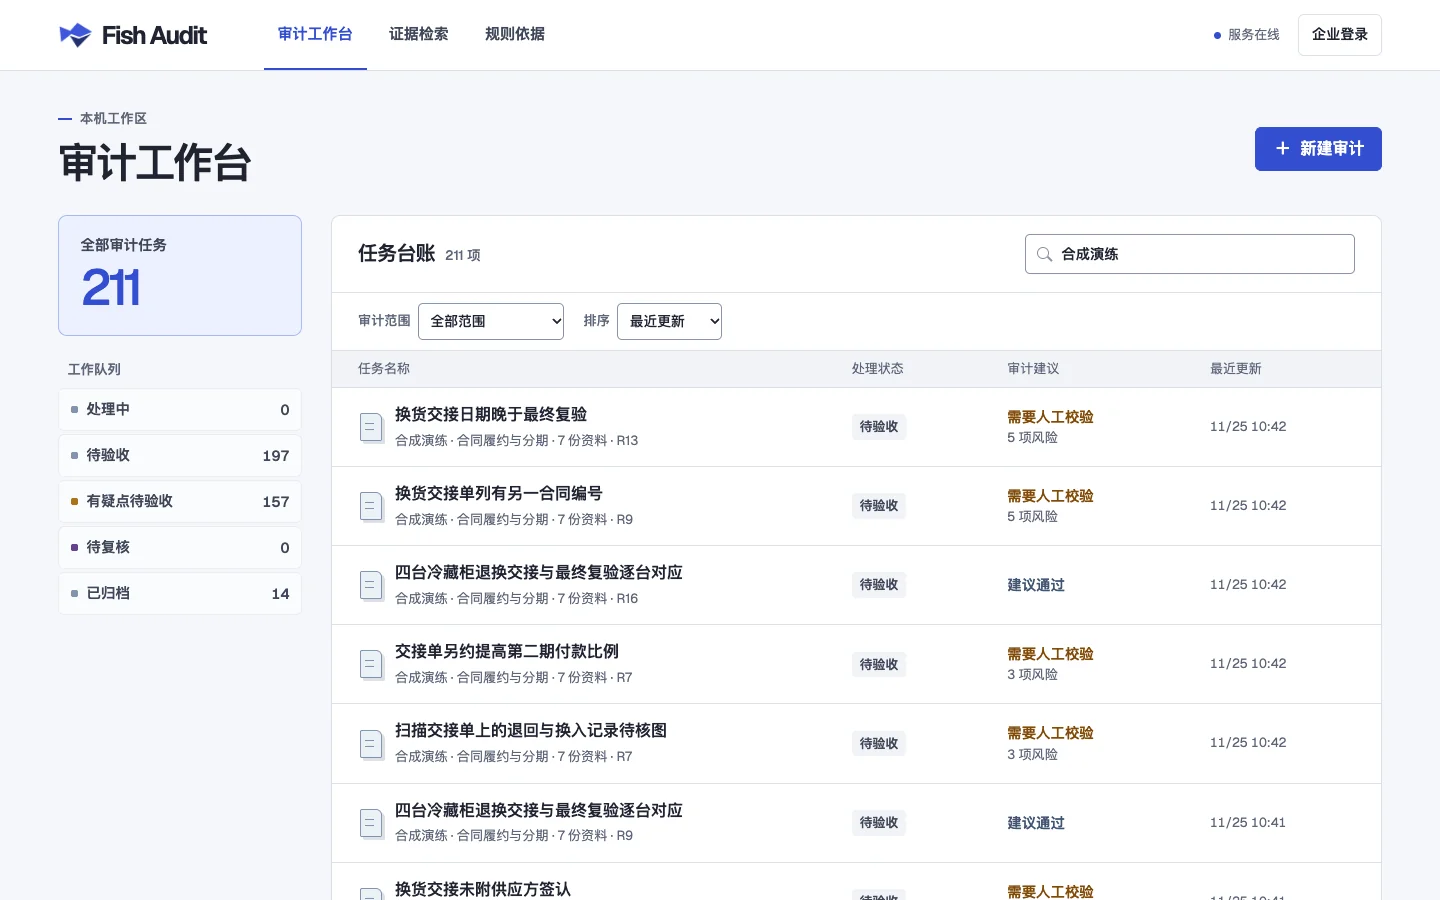 Fish Audit
审计工作台
证据检索
规则依据
服务在线
企业登录
本机工作区
审计工作台
+ 新建审计
全部审计任务
211
工作队列
处理中 0
待验收 197
有疑点待验收 157
待复核 0
已归档 14
任务台账 211 项
合成演练
审计范围 全部范围 排序 最近更新
任务名称 处理状态 审计建议 最近更新
换货交接日期晚于最终复验
合成演练 · 合同履约与分期 · 7 份资料 · R13
待验收
需要人工校验
5 项风险
11/25 10:42
换货交接单列有另一合同编号
合成演练 · 合同履约与分期 · 7 份资料 · R9
待验收
需要人工校验
5 项风险
11/25 10:42
四台冷藏柜退换交接与最终复验逐台对应
合成演练 · 合同履约与分期 · 7 份资料 · R16
待验收
建议通过
11/25 10:42
交接单另约提高第二期付款比例
合成演练 · 合同履约与分期 · 7 份资料 · R7
待验收
需要人工校验
3 项风险
11/25 10:42
扫描交接单上的退回与换入记录待核图
合成演练 · 合同履约与分期 · 7 份资料 · R7
待验收
需要人工校验
3 项风险
11/25 10:42
四台冷藏柜退换交接与最终复验逐台对应
合成演练 · 合同履约与分期 · 7 份资料 · R9
待验收
建议通过
11/25 10:41
换货交接未附供应方签认
待验收
需要人工校验
11/25 10:41